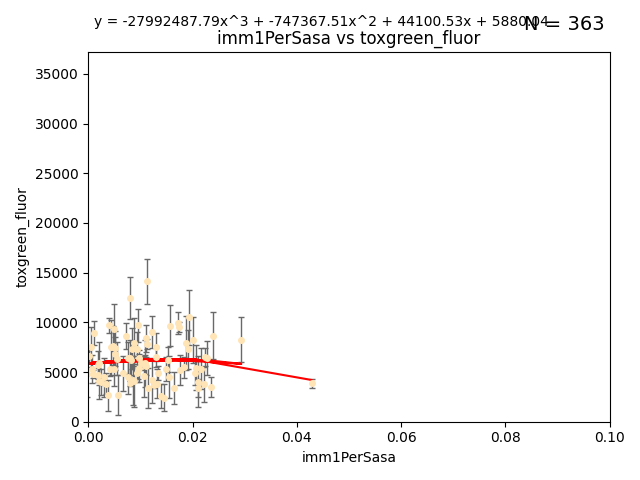 y = -27992487.79x^3 + -747367.51x^2 + 44100.53x + 5880.04
N = 363
imm1PerSasa vs toxgreen_fluor
35000
30000
25000
20000
15000
10000
5000
0
toxgreen_fluor
0.00 0.02 0.04 0.06 0.08 0.10
imm1PerSasa